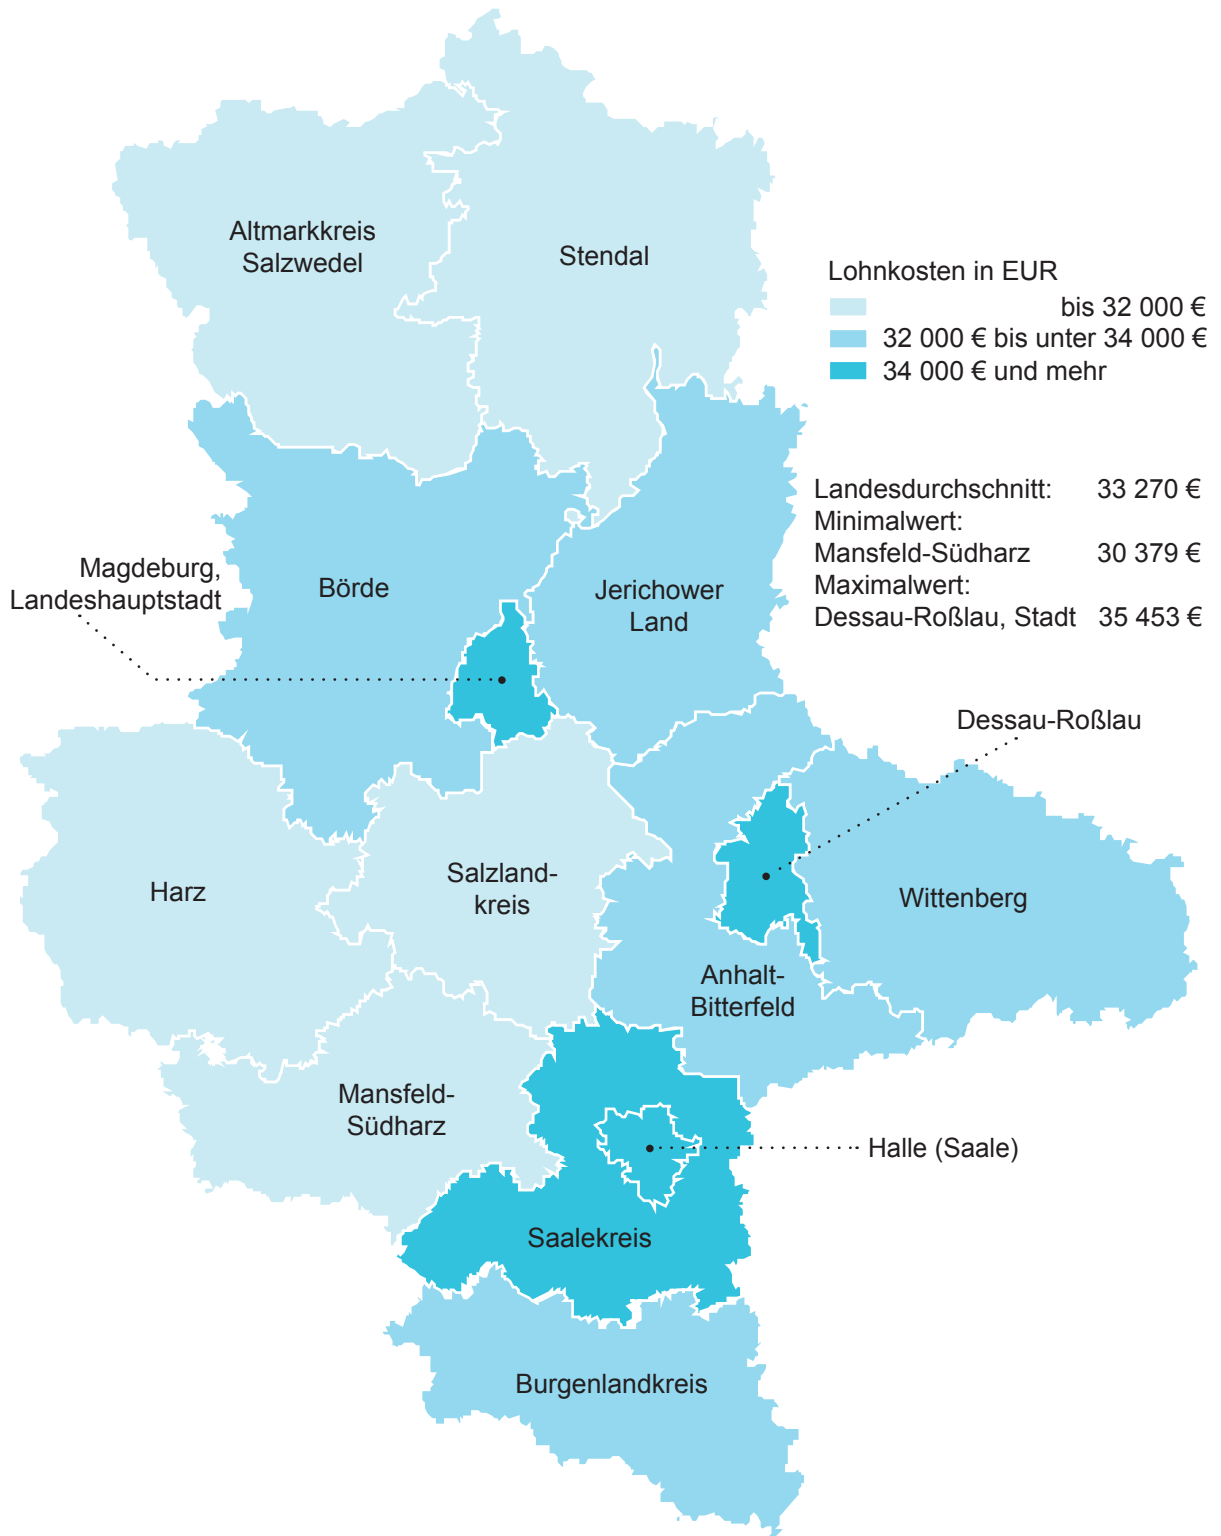 Altmarkkreis
Salzwedel
Stendal
Lohnkosten in EUR
bis 32 000 €
32 000 € bis unter 34 000 €
34 000 € und mehr
Landesdurchschnitt: 33 270 €
Minimalwert:
Mansfeld-Südharz 30 379 €
Maximalwert:
Dessau-Roßlau, Stadt 35 453 €
Magdeburg,
Landeshauptstadt
Börde
Jerichower
Land
Dessau-Roßlau
Harz
Salzland-
kreis
Wittenberg
Anhalt-
Bitterfeld
Mansfeld-
Südharz
Halle (Saale)
Saalekreis
Burgenlandkreis